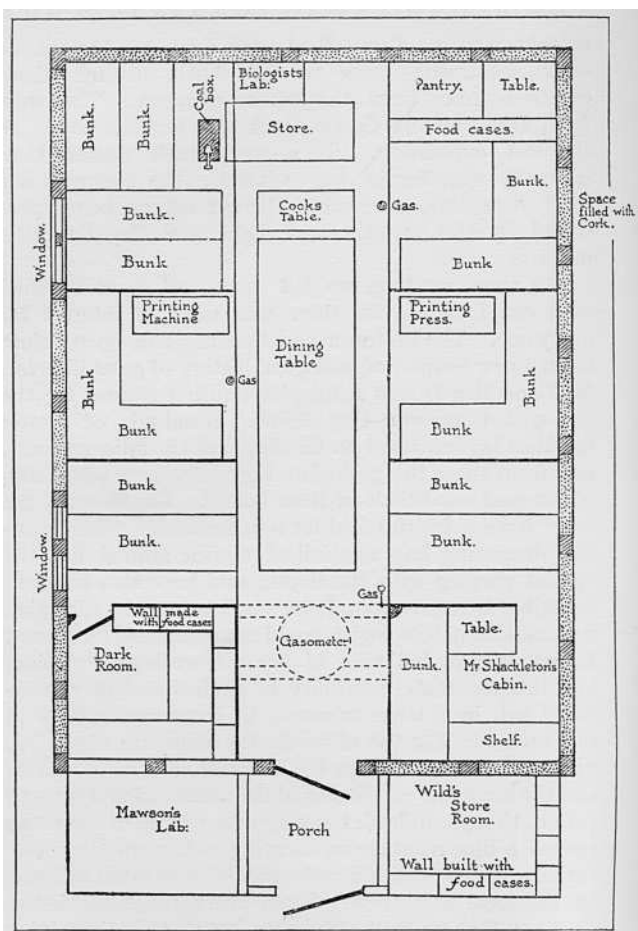 Bunk.
Bunk.
Coal
box.
Biologists
Lab:
Pantry.
Table.
Store.
Food cases.
Bunk.
Bunk.
Cooks
Table.
Gas.
Space
filled with
Cork.
Window.
Bunk
Bunk
Printing
Machine
Printing
Press.
Dining
Table
Gas
Bunk
Bunk
Bunk
Bunk
Bunk
Bunk
Bunk
Bunk
Window
Gas
Wall made
with food cases
Gasometer
Table.
Dark
Room.
Bunk.
Mr Shackleton's
Cabin.
Shelf.
Mawson's
Lab:
Porch
Wild's
Store
Room.
Wall built with
food cases.